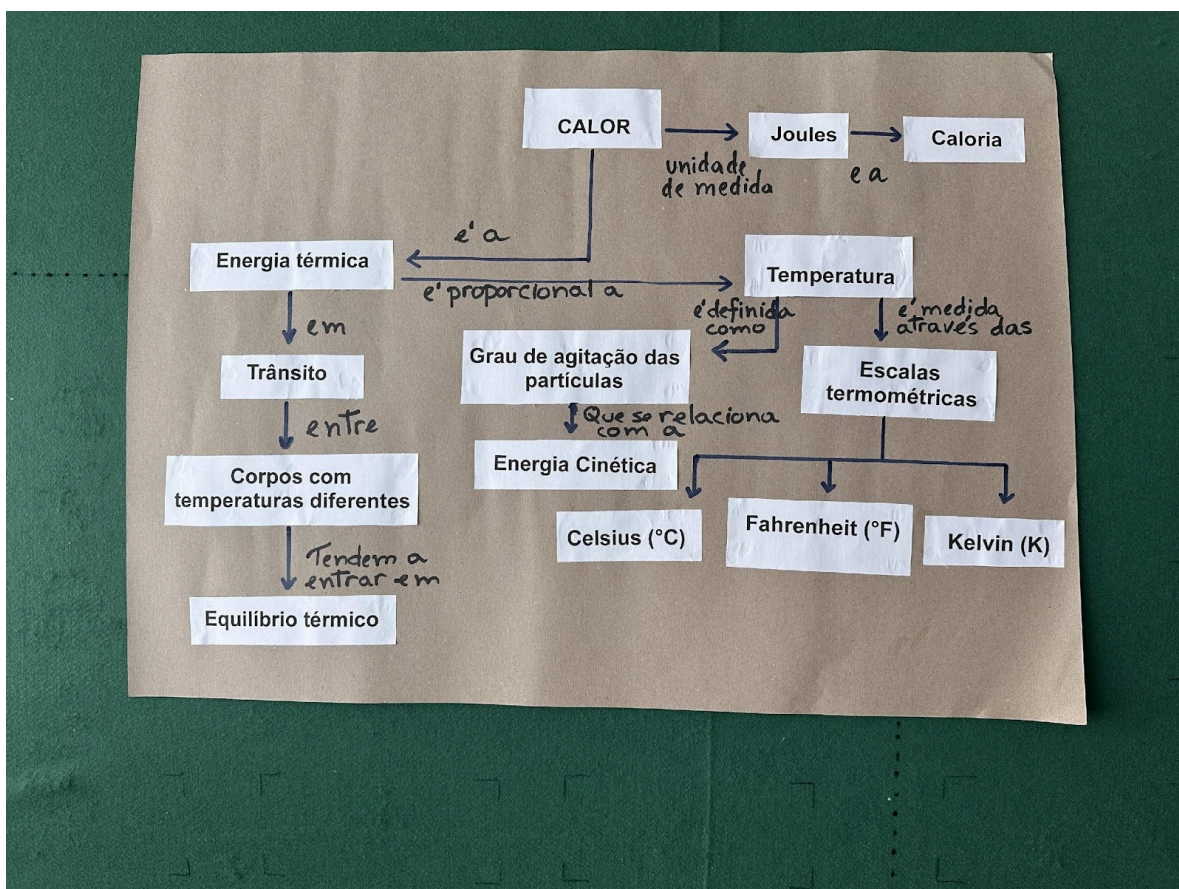 CALOR
unidade
de medida
Joules
e a
Caloria
é a
Energia térmica
é proporcional a
Temperatura
em
Trânsito
entre
Corpos com
temperaturas diferentes
Tendem a
entrar em
Equilíbrio térmico
é definida
como
Grau de agitação das
partículas
Que se relaciona
com a
Energia Cinética
é medida
através das
Escalas
termométricas
Celsius (°C)
Fahrenheit (°F)
Kelvin (K)